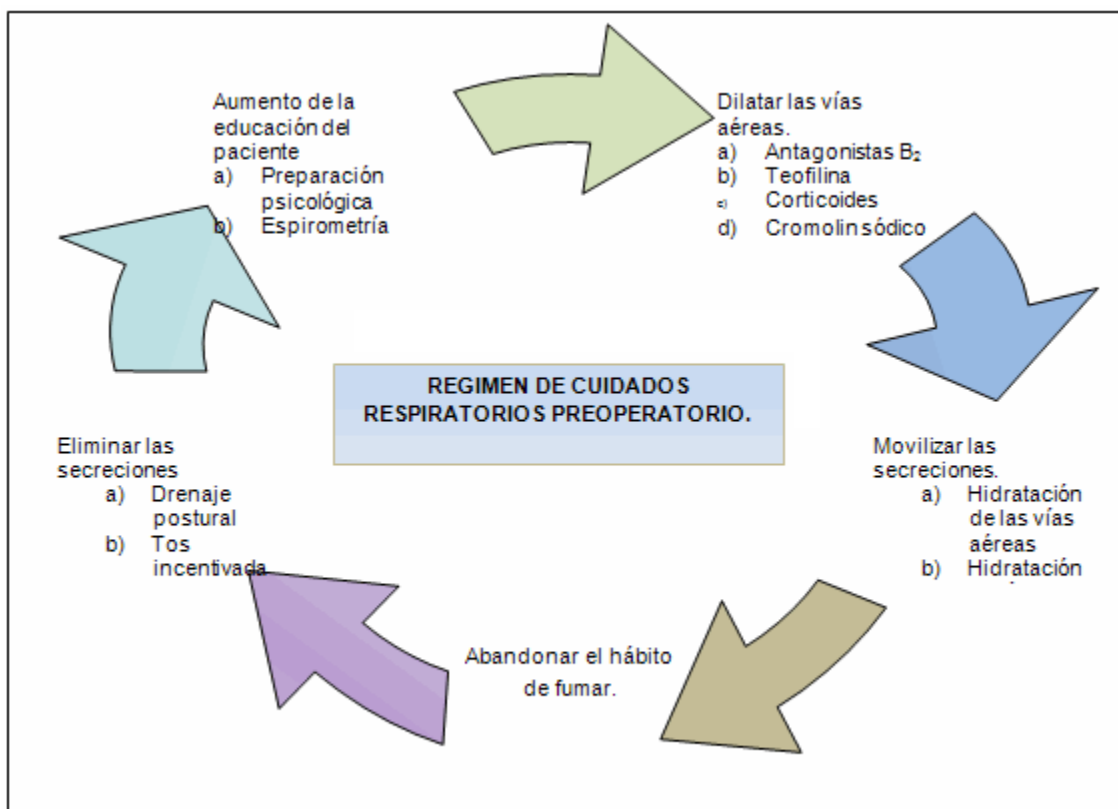 Aumento de la
educación del
paciente
a) Preparación
psicológica
b) Espirometría
Dilatar las vías
aéreas.
a) Antagonistas B₂
b) Teofilina
c) Corticoides
d) Cromolin sódico
REGIMEN DE CUIDADOS
RESPIRATORIOS PREOPERATORIO.
Movilizar las
secreciones.
a) Hidratación
de las vías
aéreas
b) Hidratación
Abandonar el hábito
de fumar.
Eliminar las
secreciones
a) Drenaje
postural
b) Tos
incentivada